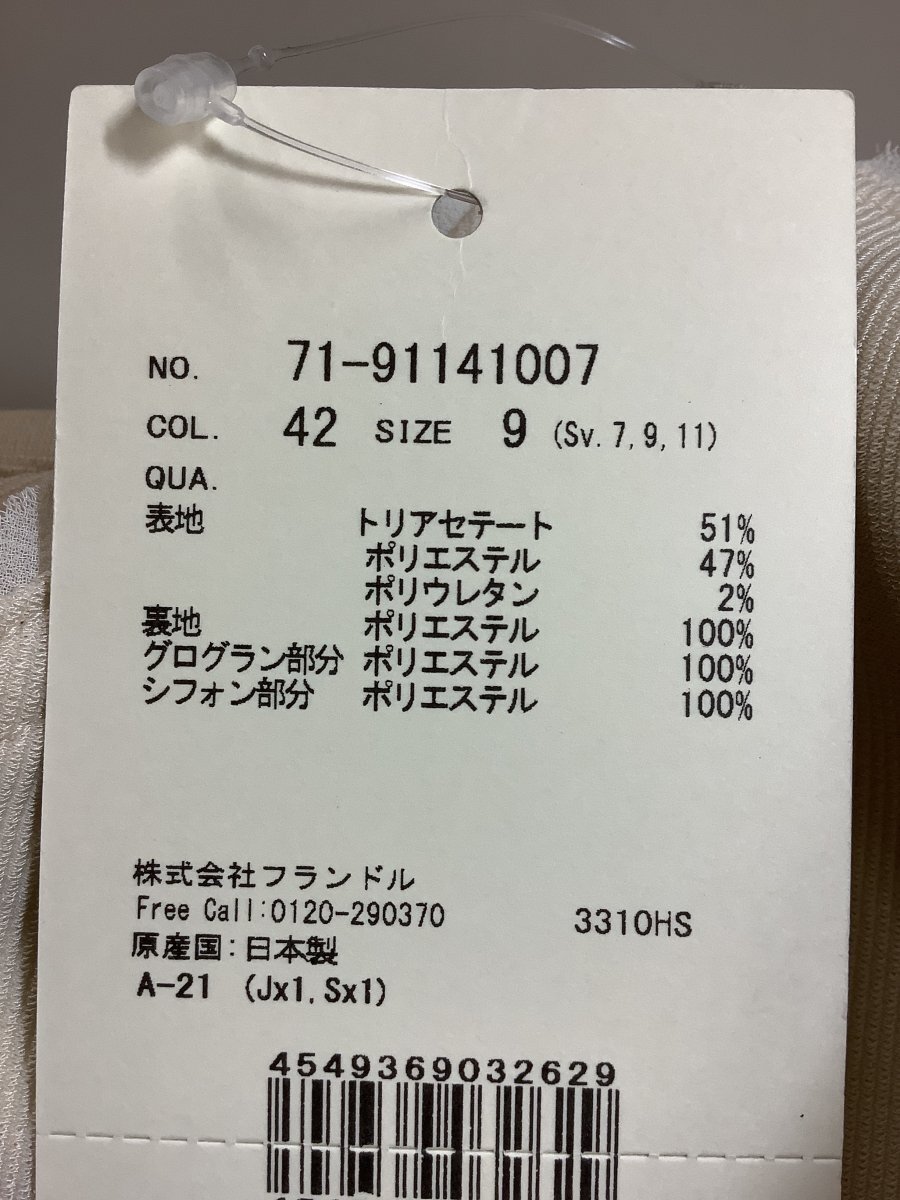 NO. 71-91141007
COL. 42 SIZE 9 (Sv.7,9,11)
QUA.
表地 トリアセテート 51%
ポリエステル 47%
ポリウレタン 2%
裏地 ポリエステル 100%
グログラン部分 ポリエステル 100%
シフォン部分 ポリエステル 100%
株式会社フランドル
Free Call:0120-290370 3310HS
原産国:日本製
A-21 (Jx1,Sx1)
4549369032629